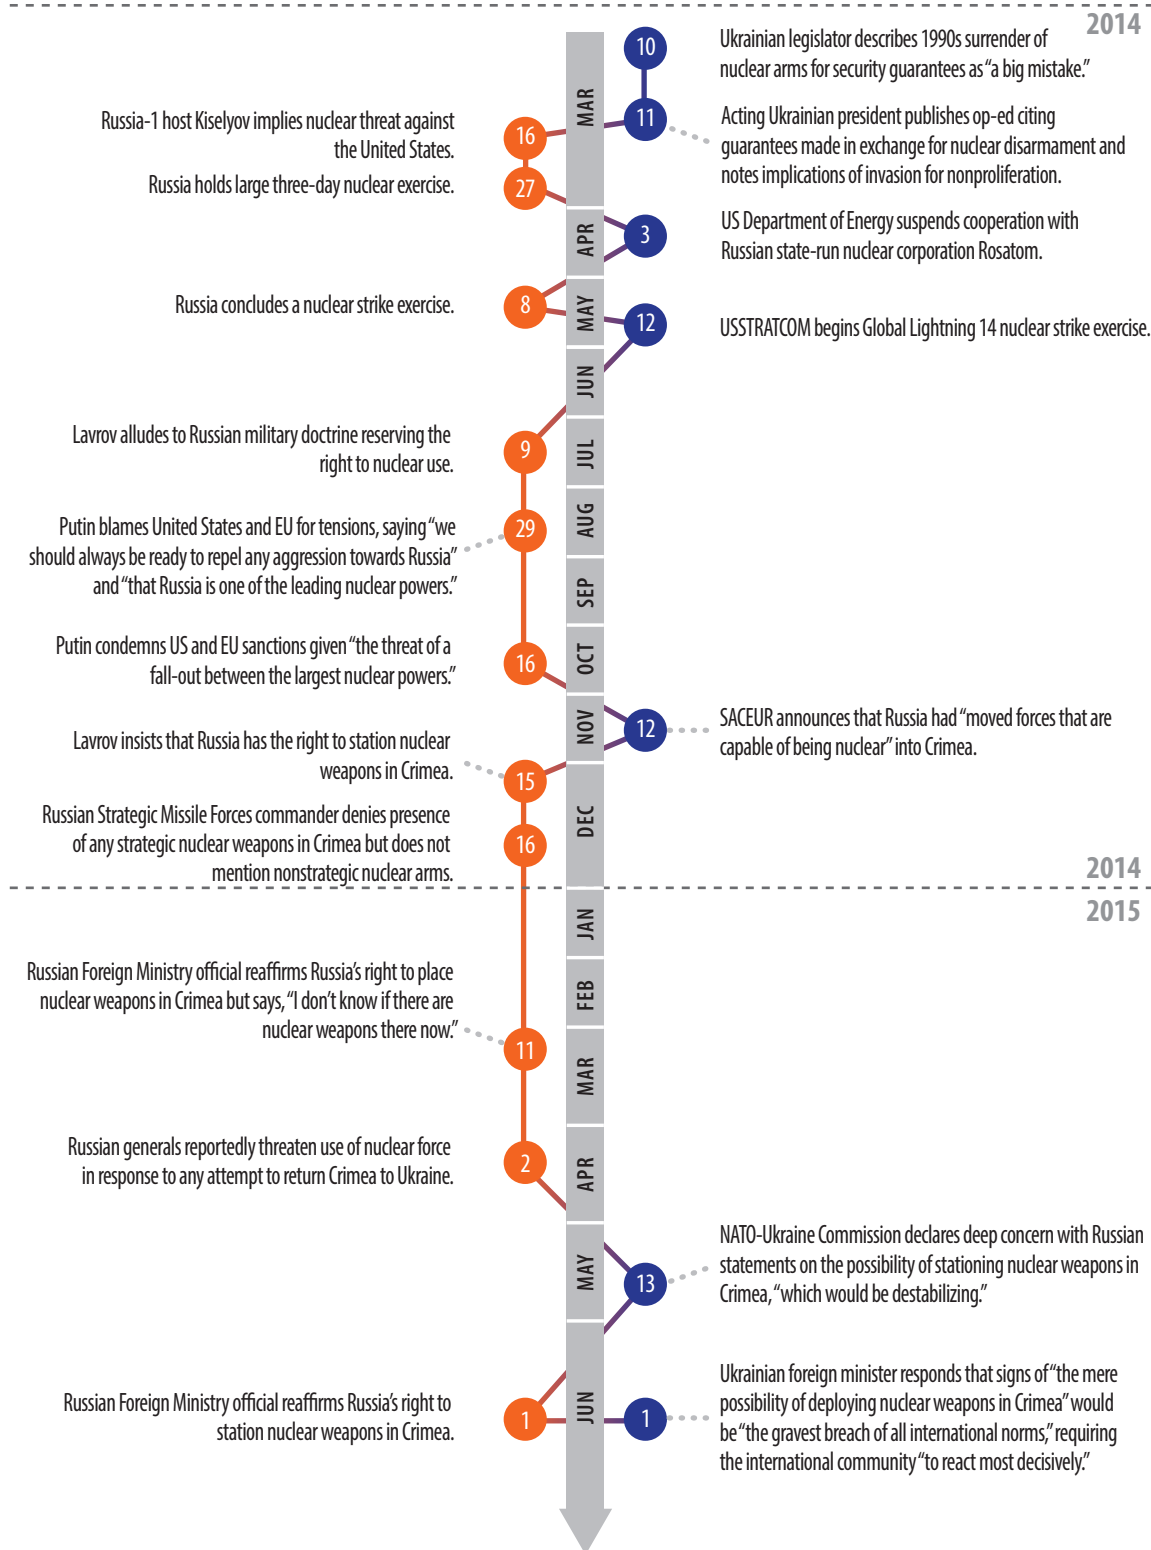 2014
10
Ukrainian legislator describes 1990s surrender of
nuclear arms for security guarantees as “a big mistake.”
MAR
11
Acting Ukrainian president publishes op-ed citing
guarantees made in exchange for nuclear disarmament and
notes implications of invasion for nonproliferation.
Russia-1 host Kiselyov implies nuclear threat against
the United States.
16
Russia holds large three-day nuclear exercise.
27
APR
3
US Department of Energy suspends cooperation with
Russian state-run nuclear corporation Rosatom.
Russia concludes a nuclear strike exercise.
8
MAY
12
USSTRATCOM begins Global Lightning 14 nuclear strike exercise.
JUN
Lavrov alludes to Russian military doctrine reserving the
right to nuclear use.
9
JUL
Putin blames United States and EU for tensions, saying “we
should always be ready to repel any aggression towards Russia”
and “that Russia is one of the leading nuclear powers.”
29
AUG
SEP
Putin condemns US and EU sanctions given “the threat of a
fall-out between the largest nuclear powers.”
16
OCT
NOV
12
SACEUR announces that Russia had “moved forces that are
capable of being nuclear” into Crimea.
Lavrov insists that Russia has the right to station nuclear
weapons in Crimea.
15
DEC
Russian Strategic Missile Forces commander denies presence
of any strategic nuclear weapons in Crimea but does not
mention nonstrategic nuclear arms.
16
2014
2015
JAN
FEB
Russian Foreign Ministry official reaffirms Russia’s right to place
nuclear weapons in Crimea but says, “I don’t know if there are
nuclear weapons there now.”
11
MAR
Russian generals reportedly threaten use of nuclear force
in response to any attempt to return Crimea to Ukraine.
2
APR
MAY
13
NATO-Ukraine Commission declares deep concern with Russian
statements on the possibility of stationing nuclear weapons in
Crimea, “which would be destabilizing.”
Russian Foreign Ministry official reaffirms Russia’s right to
station nuclear weapons in Crimea.
1
JUN
1
Ukrainian foreign minister responds that signs of “the mere
possibility of deploying nuclear weapons in Crimea” would
be “the gravest breach of all international norms,” requiring
the international community “to react most decisively.”